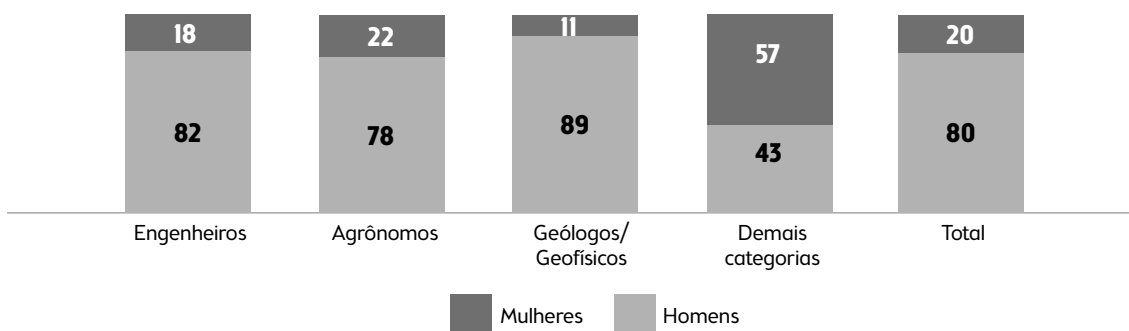 18 22 11 57 20
82 78 89 43 80
Engenheiros Agrônomos Geólogos/ Demais Total
Geofísicos categorias
Mulheres Homens